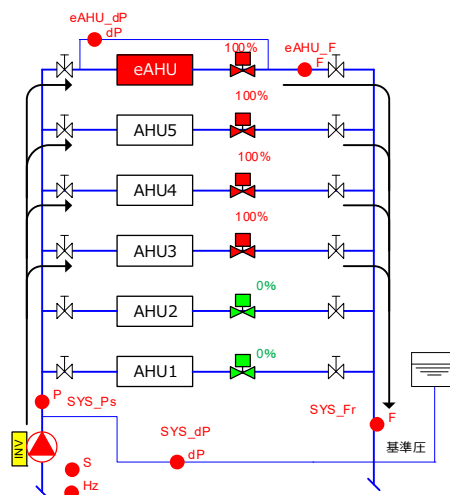 eAHU_dP
dP
100%
eAHU_F
F
eAHU
100%
AHU5
100%
AHU4
100%
AHU3
0%
AHU2
0%
AHU1
P
SYS_Ps
SYS_Fr
F
基準圧
SYS_dP
dP
INV
S
Hz